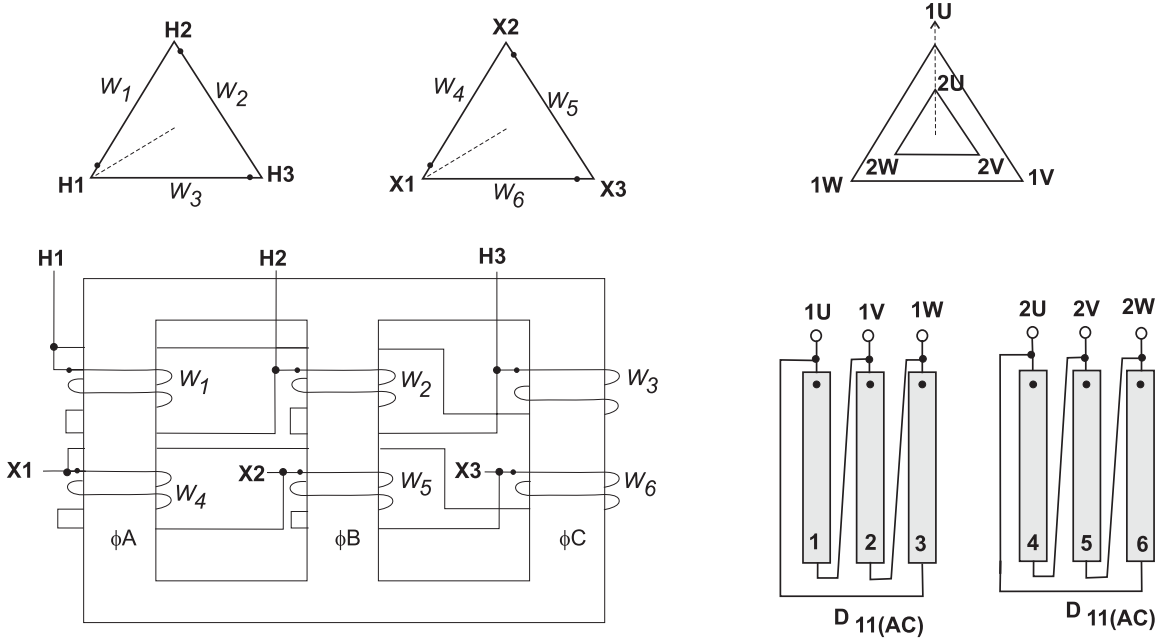 H2
W1
W2
H1
H3
W3
X2
W4
W5
X1
X3
W6
1U
2U
2W
2V
1W
1V
H1
H2
H3
W1
W2
W3
X1
X2
X3
W4
W5
W6
ϕA
ϕB
ϕC
1U 1V 1W
1 2 3
D 11(AC)
2U 2V 2W
4 5 6
D 11(AC)